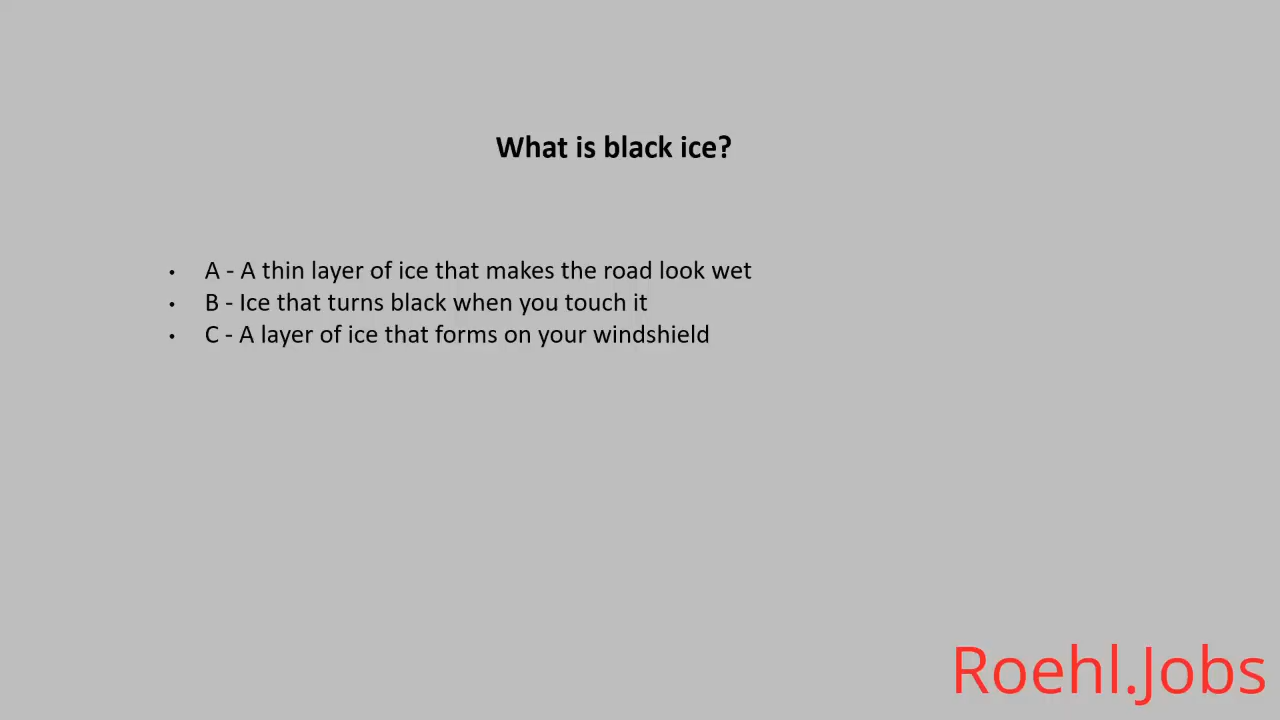 What is black ice?
• A - A thin layer of ice that makes the road look wet
• B - Ice that turns black when you touch it
• C - A layer of ice that forms on your windshield
Roehl.Jobs